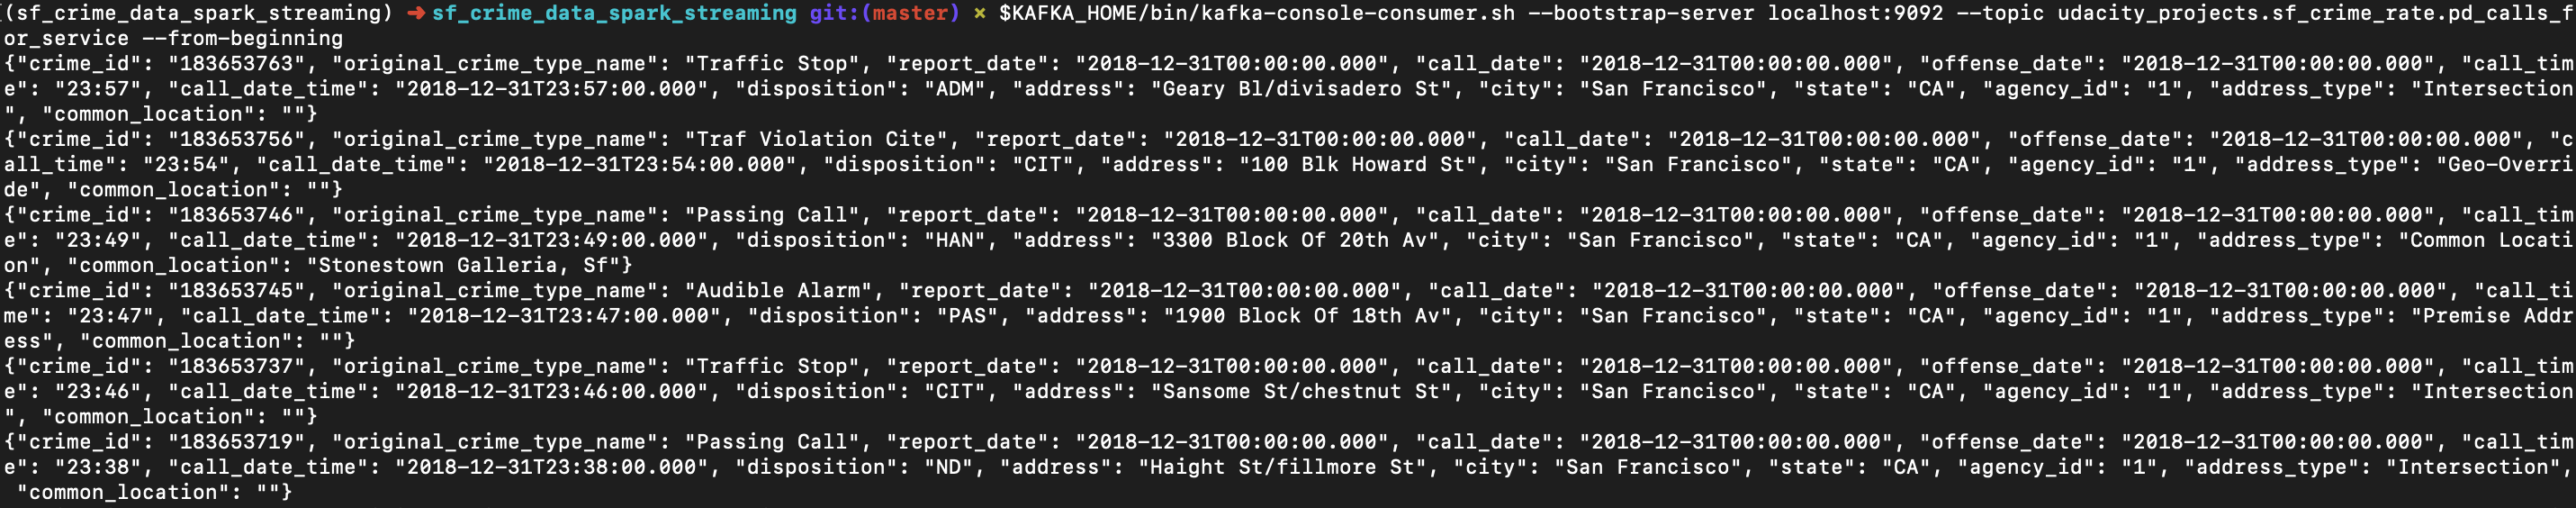 (sf_crime_data_spark_streaming) ➜ sf_crime_data_spark_streaming git:(master) ✗ $KAFKA_HOME/bin/kafka-console-consumer.sh --bootstrap-server localhost:9092 --topic udacity_projects.sf_crime_rate.pd_calls_f
or_service --from-beginning
{"crime_id": "183653763", "original_crime_type_name": "Traffic Stop", "report_date": "2018-12-31T00:00:00.000", "call_date": "2018-12-31T00:00:00.000", "offense_date": "2018-12-31T00:00:00.000", "call_tim
e": "23:57", "call_date_time": "2018-12-31T23:57:00.000", "disposition": "ADM", "address": "Geary Bl/divisadero St", "city": "San Francisco", "state": "CA", "agency_id": "1", "address_type": "Intersection
", "common_location": ""}
{"crime_id": "183653756", "original_crime_type_name": "Traf Violation Cite", "report_date": "2018-12-31T00:00:00.000", "call_date": "2018-12-31T00:00:00.000", "offense_date": "2018-12-31T00:00:00.000", "c
all_time": "23:54", "call_date_time": "2018-12-31T23:54:00.000", "disposition": "CIT", "address": "100 Blk Howard St", "city": "San Francisco", "state": "CA", "agency_id": "1", "address_type": "Geo-Overri
de", "common_location": ""}
{"crime_id": "183653746", "original_crime_type_name": "Passing Call", "report_date": "2018-12-31T00:00:00.000", "call_date": "2018-12-31T00:00:00.000", "offense_date": "2018-12-31T00:00:00.000", "call_tim
e": "23:49", "call_date_time": "2018-12-31T23:49:00.000", "disposition": "HAN", "address": "3300 Block Of 20th Av", "city": "San Francisco", "state": "CA", "agency_id": "1", "address_type": "Common Locati
on", "common_location": "Stonestown Galleria, Sf"}
{"crime_id": "183653745", "original_crime_type_name": "Audible Alarm", "report_date": "2018-12-31T00:00:00.000", "call_date": "2018-12-31T00:00:00.000", "offense_date": "2018-12-31T00:00:00.000", "call_ti
me": "23:47", "call_date_time": "2018-12-31T23:47:00.000", "disposition": "PAS", "address": "1900 Block Of 18th Av", "city": "San Francisco", "state": "CA", "agency_id": "1", "address_type": "Premise Addr
ess", "common_location": ""}
{"crime_id": "183653737", "original_crime_type_name": "Traffic Stop", "report_date": "2018-12-31T00:00:00.000", "call_date": "2018-12-31T00:00:00.000", "offense_date": "2018-12-31T00:00:00.000", "call_tim
e": "23:46", "call_date_time": "2018-12-31T23:46:00.000", "disposition": "CIT", "address": "Sansome St/chestnut St", "city": "San Francisco", "state": "CA", "agency_id": "1", "address_type": "Intersection
", "common_location": ""}
{"crime_id": "183653719", "original_crime_type_name": "Passing Call", "report_date": "2018-12-31T00:00:00.000", "call_date": "2018-12-31T00:00:00.000", "offense_date": "2018-12-31T00:00:00.000", "call_tim
e": "23:38", "call_date_time": "2018-12-31T23:38:00.000", "disposition": "ND", "address": "Haight St/fillmore St", "city": "San Francisco", "state": "CA", "agency_id": "1", "address_type": "Intersection",
 "common_location": ""}